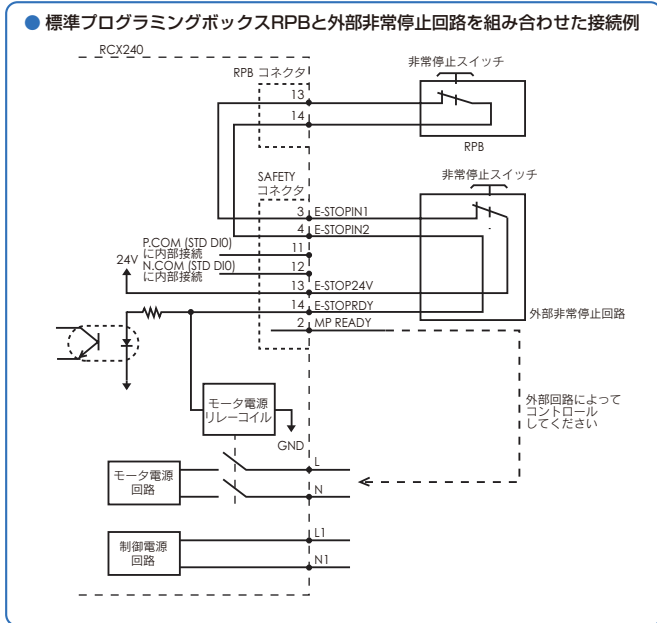 ● 標準プログラミングボックスRPBと外部非常停止回路を組み合わせた接続例
RCX240
非常停止スイッチ
RPB コネクタ
13
14
RPB
非常停止スイッチ
SAFETY
コネクタ
3 E-STOPIN1
4 E-STOPIN2
P.COM (STD DIO)
に内部接続
11
24V
N.COM (STD DIO)
に内部接続
12
13 E-STOP24V
14 E-STOPRDY
外部非常停止回路
2 MP READY
モータ電源
リレーコイル
GND
外部回路によって
コントロール
してください
モータ電源
回路
L
N
制御電源
回路
L1
N1